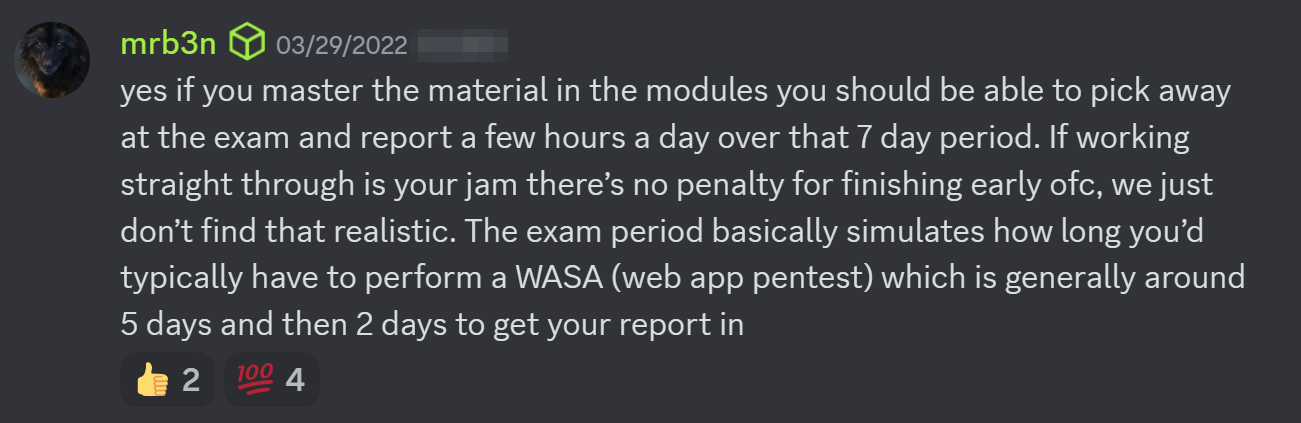 mrb3n 03/29/2022
yes if you master the material in the modules you should be able to pick away
at the exam and report a few hours a day over that 7 day period. If working
straight through is your jam there’s no penalty for finishing early ofc, we just
don’t find that realistic. The exam period basically simulates how long you’d
typically have to perform a WASA (web app pentest) which is generally around
5 days and then 2 days to get your report in
👍 2 💯 4